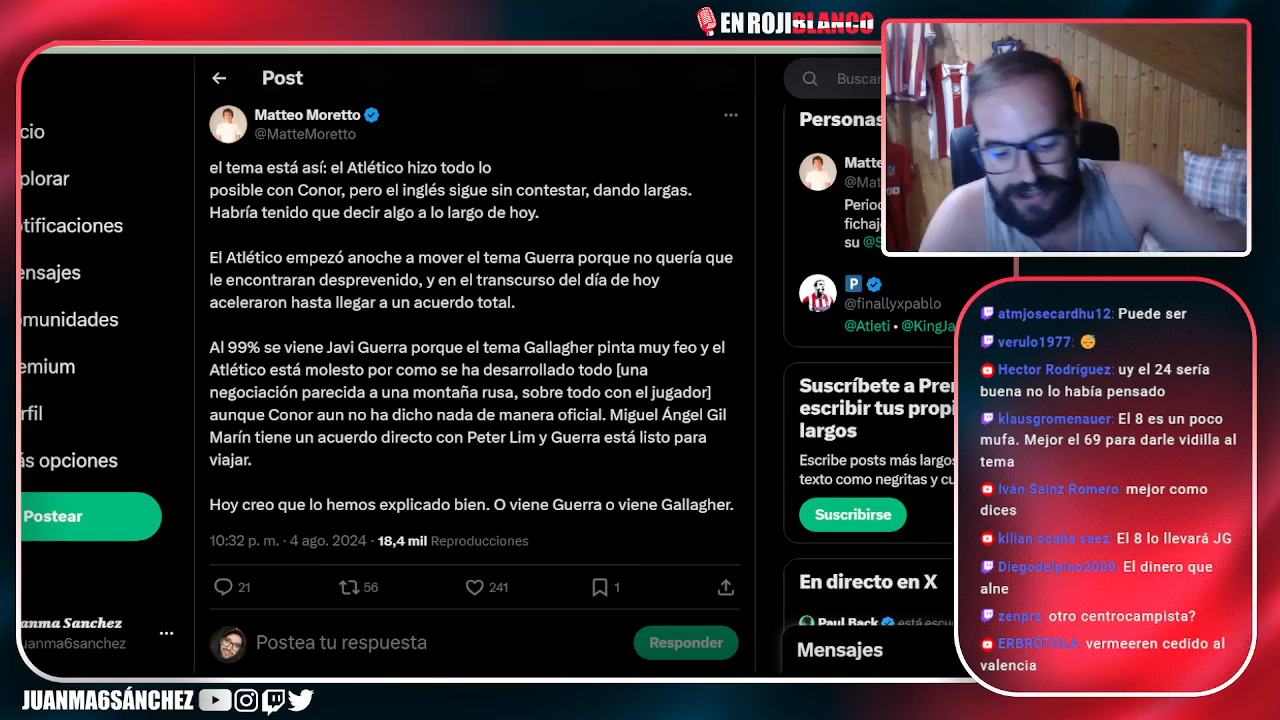 EN ROJIBLANCO
Post
Buscar
Matteo Moretto
@MatteMoretto
el tema está así: el Atlético hizo todo lo
posible con Conor, pero el inglés sigue sin contestar, dando largas.
Habría tenido que decir algo a lo largo de hoy.
El Atlético empezó anoche a mover el tema Guerra porque no quería que
le encontraran desprevenido, y en el transcurso del día de hoy
aceleraron hasta llegar a un acuerdo total.
Al 99% se viene Javi Guerra porque el tema Gallagher pinta muy feo y el
Atlético está molesto por como se ha desarrollado todo [una
negociación parecida a una montaña rusa, sobre todo con el jugador]
aunque Conor aun no ha dicho nada de manera oficial. Miguel Ángel Gil
Marín tiene un acuerdo directo con Peter Lim y Guerra está listo para
viajar.
Hoy creo que lo hemos explicado bien. O viene Guerra o viene Gallagher.
10:32 p. m. · 4 ago. 2024 · 18,4 mil Reproducciones
21
56
241
1
Postea tu respuesta
Responder
cio
plorar
tificaciones
ensajes
munidades
emium
rfil
ás opciones
Postear
anma Sanchez
uanma6sanchez
Personas
Matte
@Mat
Period
fichaj
su @S
P
@finallyxpablo
@Atleti • @KingJa
Suscríbete a Pre
escribir tus propi
largos
Escribe posts más largos
texto como negritas y cu
Suscribirse
En directo en X
Paul Back está escu
Mensajes
atmjosecardhu12: Puede ser
verulo1977: 😴
Hector Rodríguez: uy el 24 sería
buena no lo había pensado
klausgromenauer: El 8 es un poco
mufa. Mejor el 69 para darle vidilla al
tema
Iván Sainz Romero: mejor como
dices
kilian ocaña saez: El 8 lo llevará JG
Diegodelpino2000: El dinero que
alne
zenprz: otro centrocampista?
ERBROTOLA: vermeeren cedido al
valencia
JUANMA6SÁNCHEZ